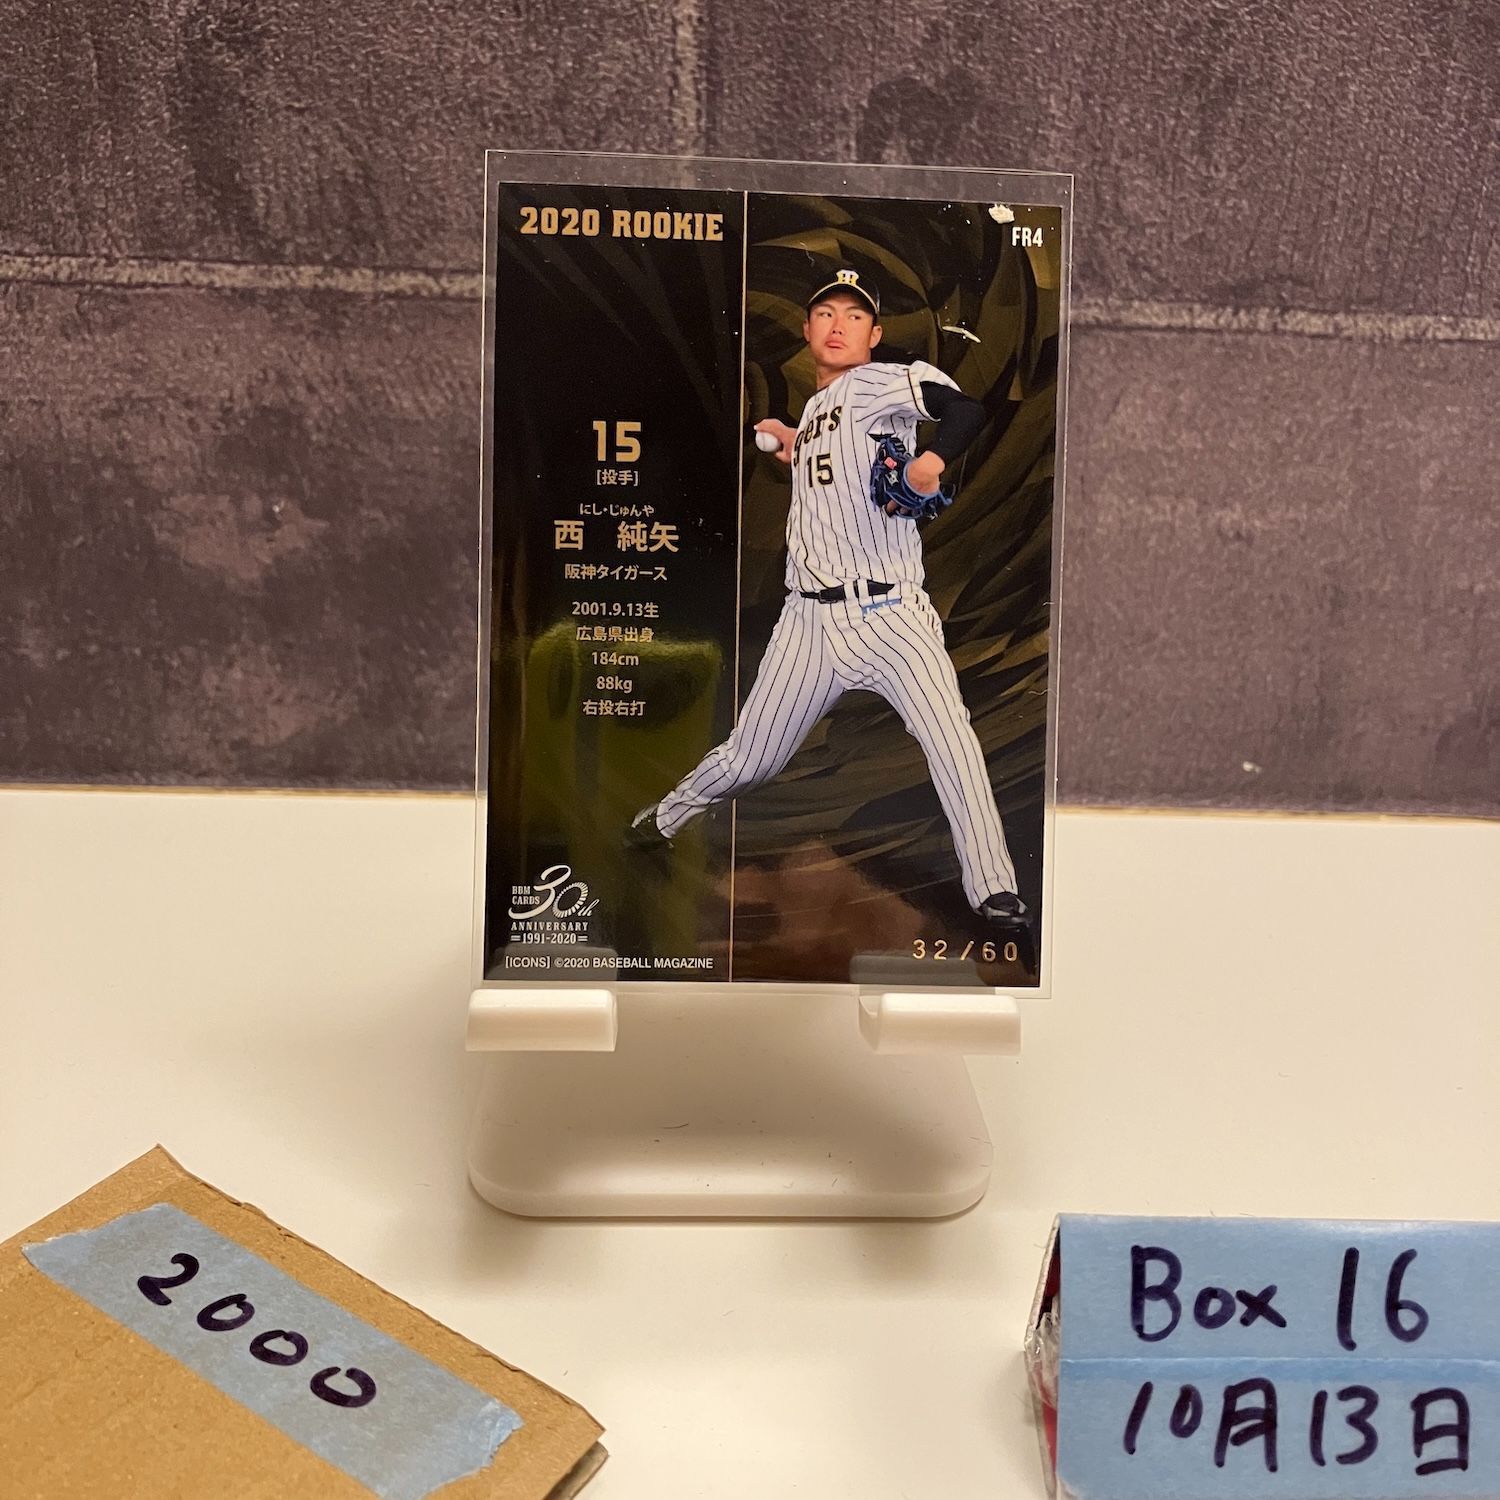 2020 ROOKIE
FR4
15
[投手]
にし・じゅんや
西 純矢
阪神タイガース
2001.9.13生
広島県出身
184cm
88kg
右投右打
gers
15
BBM
CARDS
30th
ANNIVERSARY
=1991-2020=
[ICONS] ©2020 BASEBALL MAGAZINE
32/60
2000
Box 16
10月13日